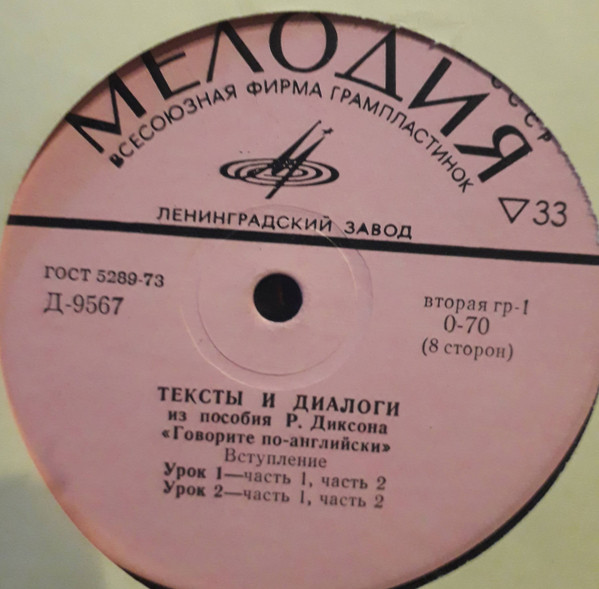 МЕЛОДИЯ
СССР
ВСЕСОЮЗНАЯ ФИРМА ГРАМПЛАСТИНОК
▽33
ЛЕНИНГРАДСКИЙ ЗАВОД
ГОСТ 5289-73
Д-9567
вторая гр-1
0-70
(8 сторон)
ТЕКСТЫ И ДИАЛОГИ
из пособия Р. Диксона
«Говорите по-английски»
Вступление
Урок 1—часть 1, часть 2
Урок 2—часть 1, часть 2